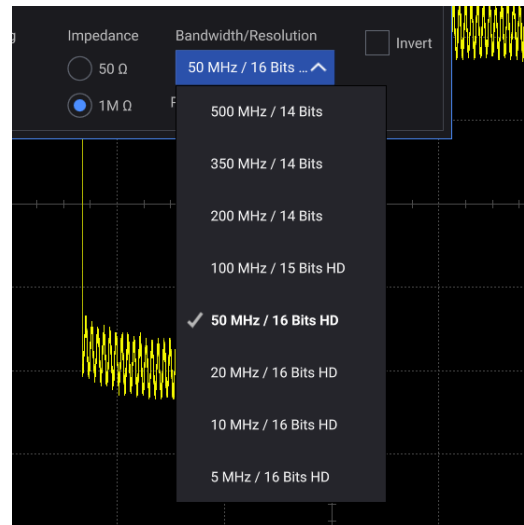 Impedance
Bandwidth/Resolution
50 Ω
50 MHz / 16 Bits ...
Invert
1M Ω
500 MHz / 14 Bits
350 MHz / 14 Bits
200 MHz / 14 Bits
100 MHz / 15 Bits HD
50 MHz / 16 Bits HD
20 MHz / 16 Bits HD
10 MHz / 16 Bits HD
5 MHz / 16 Bits HD